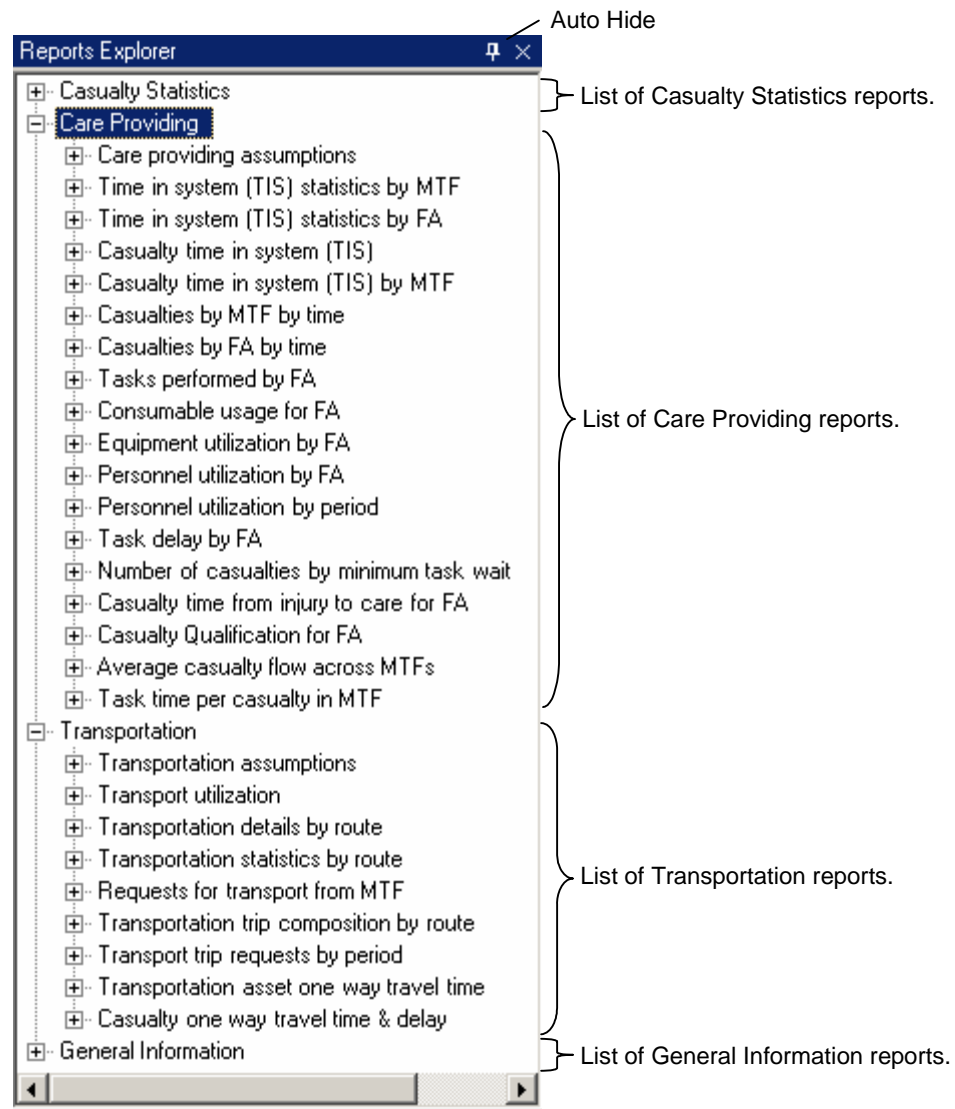 Auto Hide
Reports Explorer
Casualty Statistics
List of Casualty Statistics reports.
Care Providing
Care providing assumptions
Time in system (TIS) statistics by MTF
Time in system (TIS) statistics by FA
Casualty time in system (TIS)
Casualty time in system (TIS) by MTF
Casualties by MTF by time
Casualties by FA by time
Tasks performed by FA
Consumable usage for FA
List of Care Providing reports.
Equipment utilization by FA
Personnel utilization by FA
Personnel utilization by period
Task delay by FA
Number of casualties by minimum task wait
Casualty time from injury to care for FA
Casualty Qualification for FA
Average casualty flow across MTFs
Task time per casualty in MTF
Transportation
Transportation assumptions
Transport utilization
Transportation details by route
Transportation statistics by route
List of Transportation reports.
Requests for transport from MTF
Transportation trip composition by route
Transport trip requests by period
Transportation asset one way travel time
Casualty one way travel time & delay
General Information
List of General Information reports.